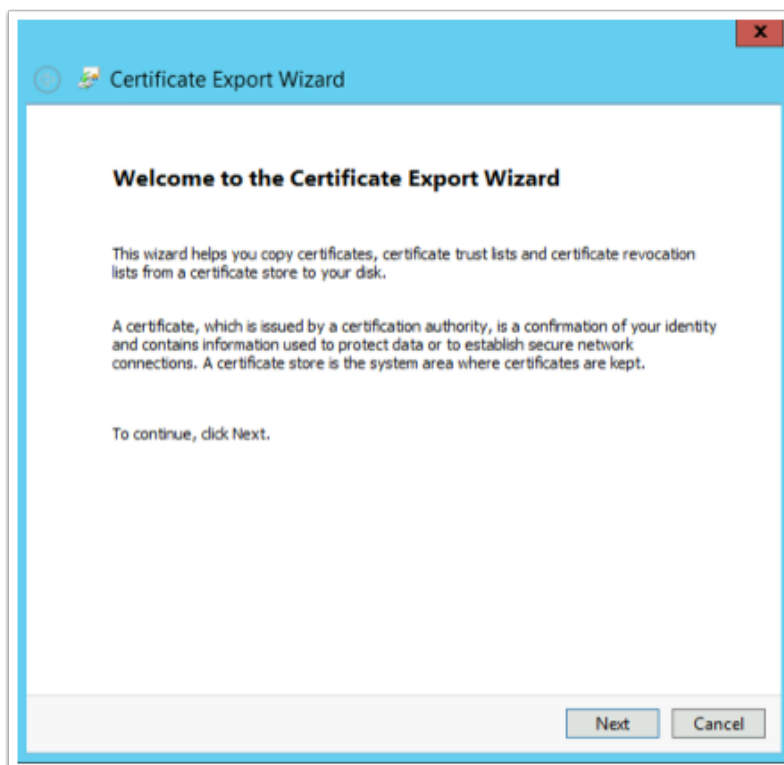 x
Certificate Export Wizard
Welcome to the Certificate Export Wizard
This wizard helps you copy certificates, certificate trust lists and certificate revocation
lists from a certificate store to your disk.
A certificate, which is issued by a certification authority, is a confirmation of your identity
and contains information used to protect data or to establish secure network
connections. A certificate store is the system area where certificates are kept.
To continue, click Next.
Next Cancel